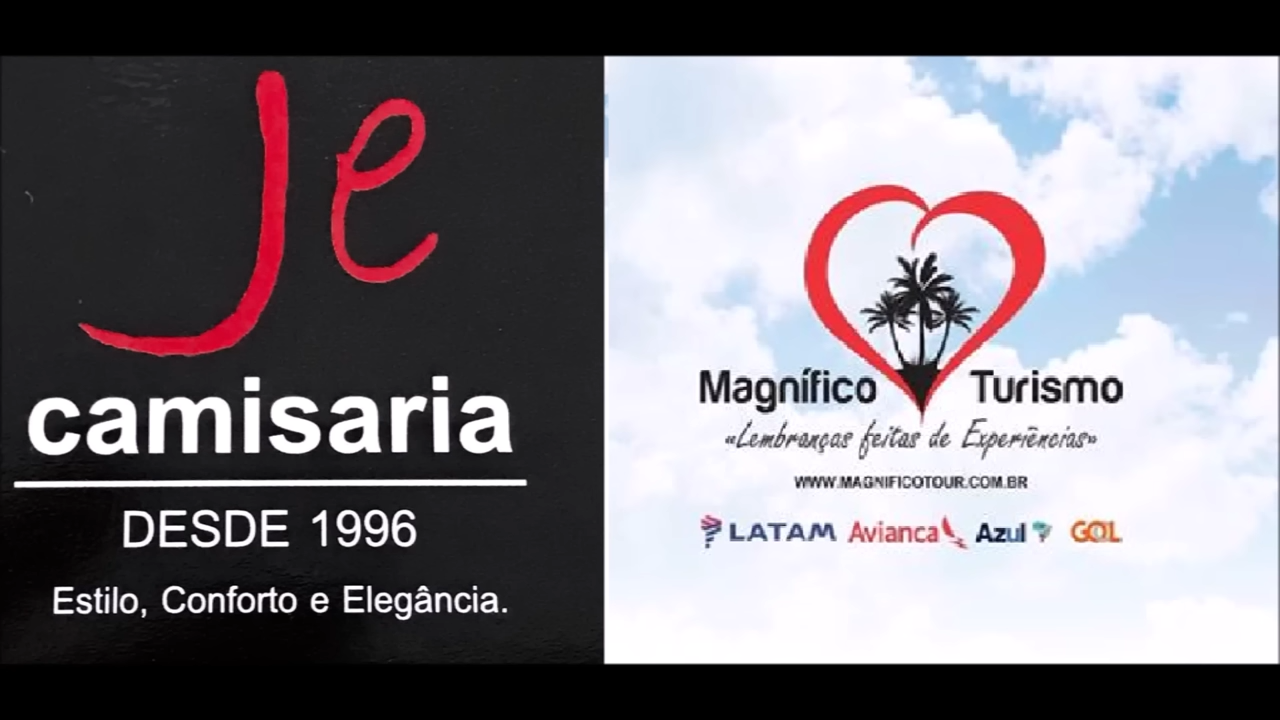 Je
camisaria
DESDE 1996
Estilo, Conforto e Elegância.
Magnífico Turismo
«Lembranças feitas de Experiências»
WWW.MAGNIFICOTOUR.COM.BR
LATAM Avianca Azul GOL